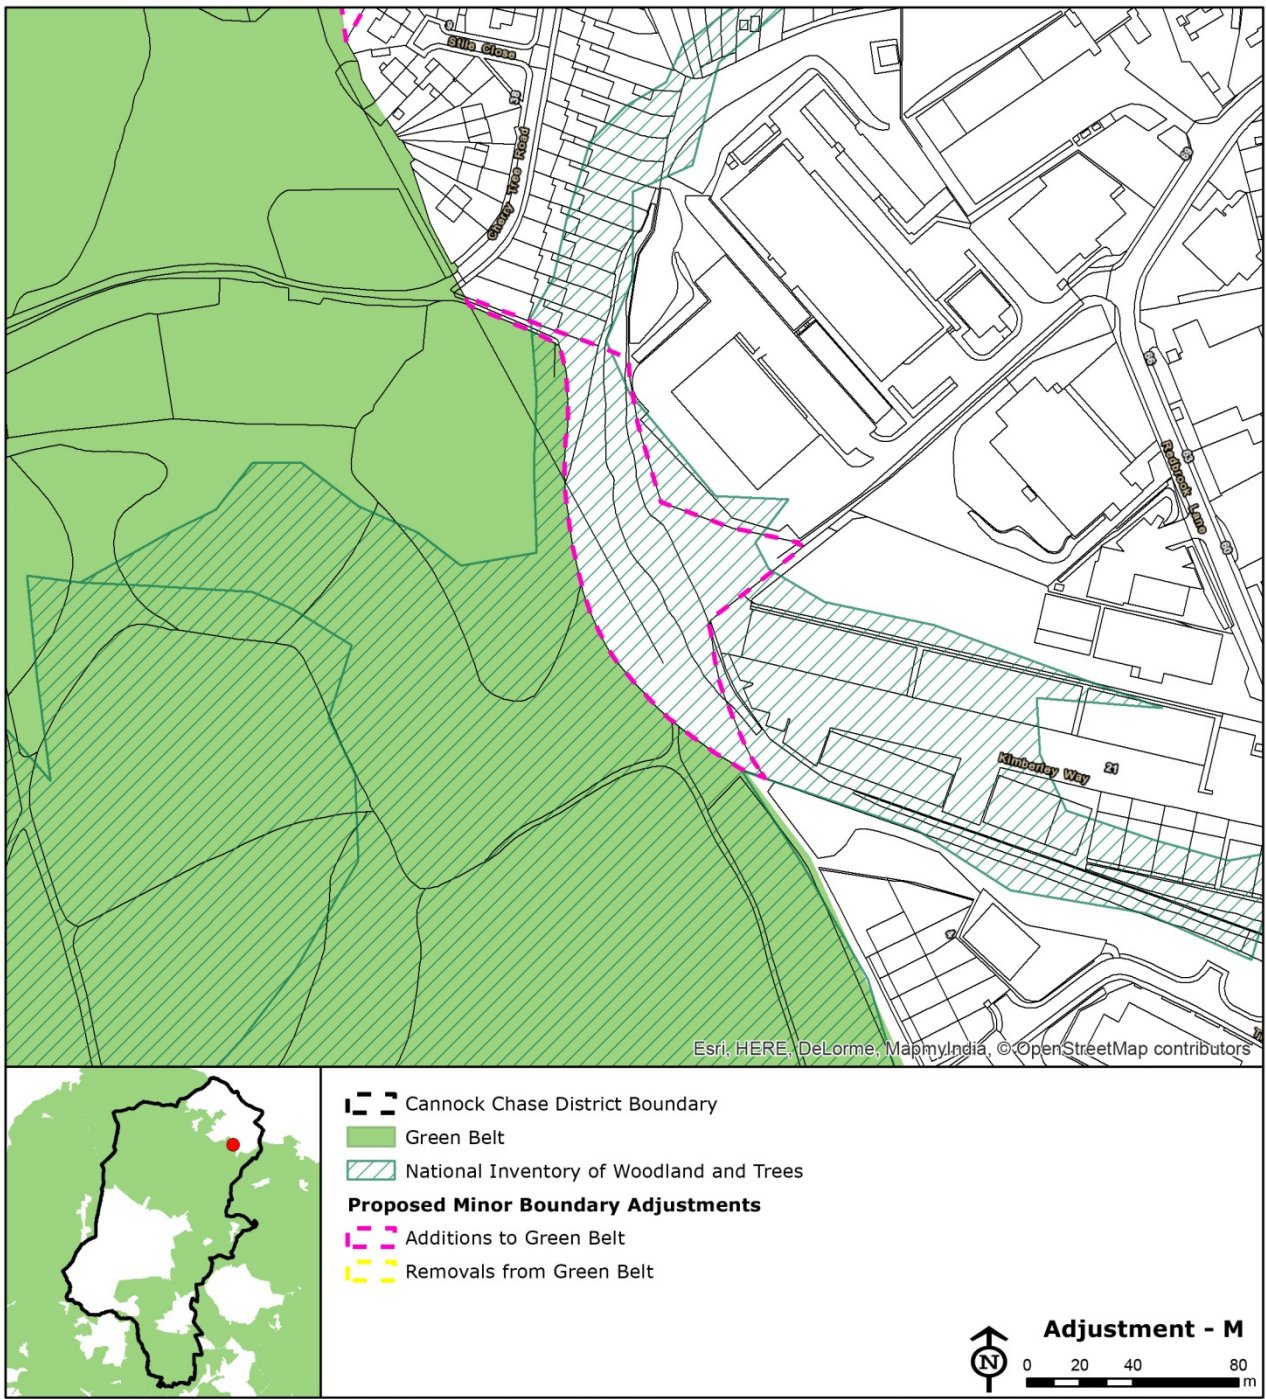 Stile Close
38
Cherry Tree Road
Redbrook Lane
63
Kimberley Way
21
Esri, HERE, DeLorme, MapmyIndia, © OpenStreetMap contributors
Cannock Chase District Boundary
Green Belt
National Inventory of Woodland and Trees
Proposed Minor Boundary Adjustments
Additions to Green Belt
Removals from Green Belt
Adjustment - M
N
0 20 40 80
m